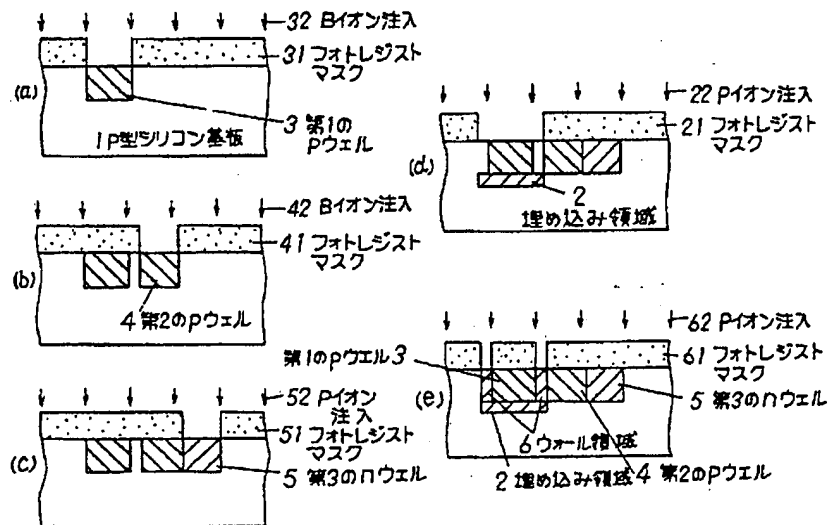 32 Bイオン注入
31 フォトレジスト
マスク
(a)
3 第1の
Pウェル
1 P型シリコン基板
42 Bイオン注入
41 フォトレジスト
マスク
(b)
4 第2のPウェル
52 Pイオン
注入
51 フォトレジスト
マスク
(c)
5 第3のnウェル
22 Pイオン注入
21 フォトレジスト
マスク
(d)
2
埋め込み領域
62 Pイオン注入
61 フォトレジスト
マスク
第1のPウェル3
(e)
5 第3のnウェル
6 ウォール領域
2 埋め込み領域
4 第2のPウェル